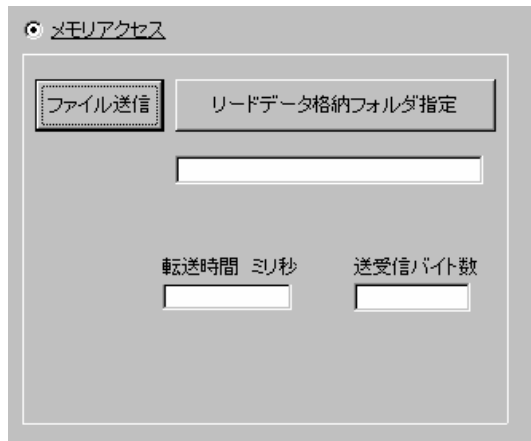 メモリアクセス
ファイル送信 リードデータ格納フォルダ指定
転送時間 ミリ秒 送受信バイト数